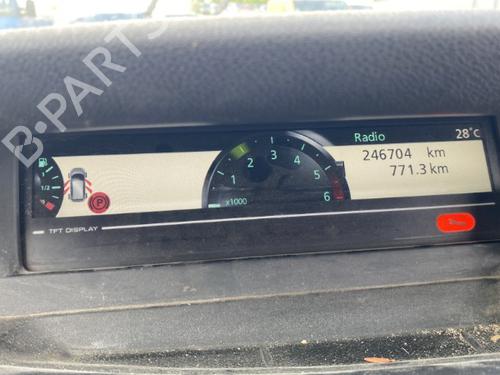 B-PARTS
Radio 28°C
246704 km
771.3 km
1/2
P
1 2 3 4 5 6
x1000
TFT DISPLAY